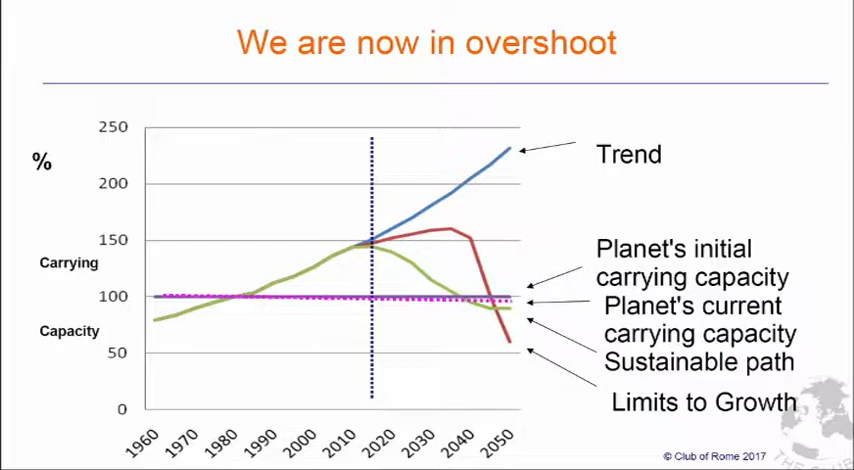 We are now in overshoot
250
%
Trend
200
150
Planet's initial
carrying capacity
Carrying
100
Planet's current
carrying capacity
Capacity
Sustainable path
50
Limits to Growth
0
1960 1970 1980 1990 2000 2010 2020 2030 2040 2050
© Club of Rome 2017
THE CLUB